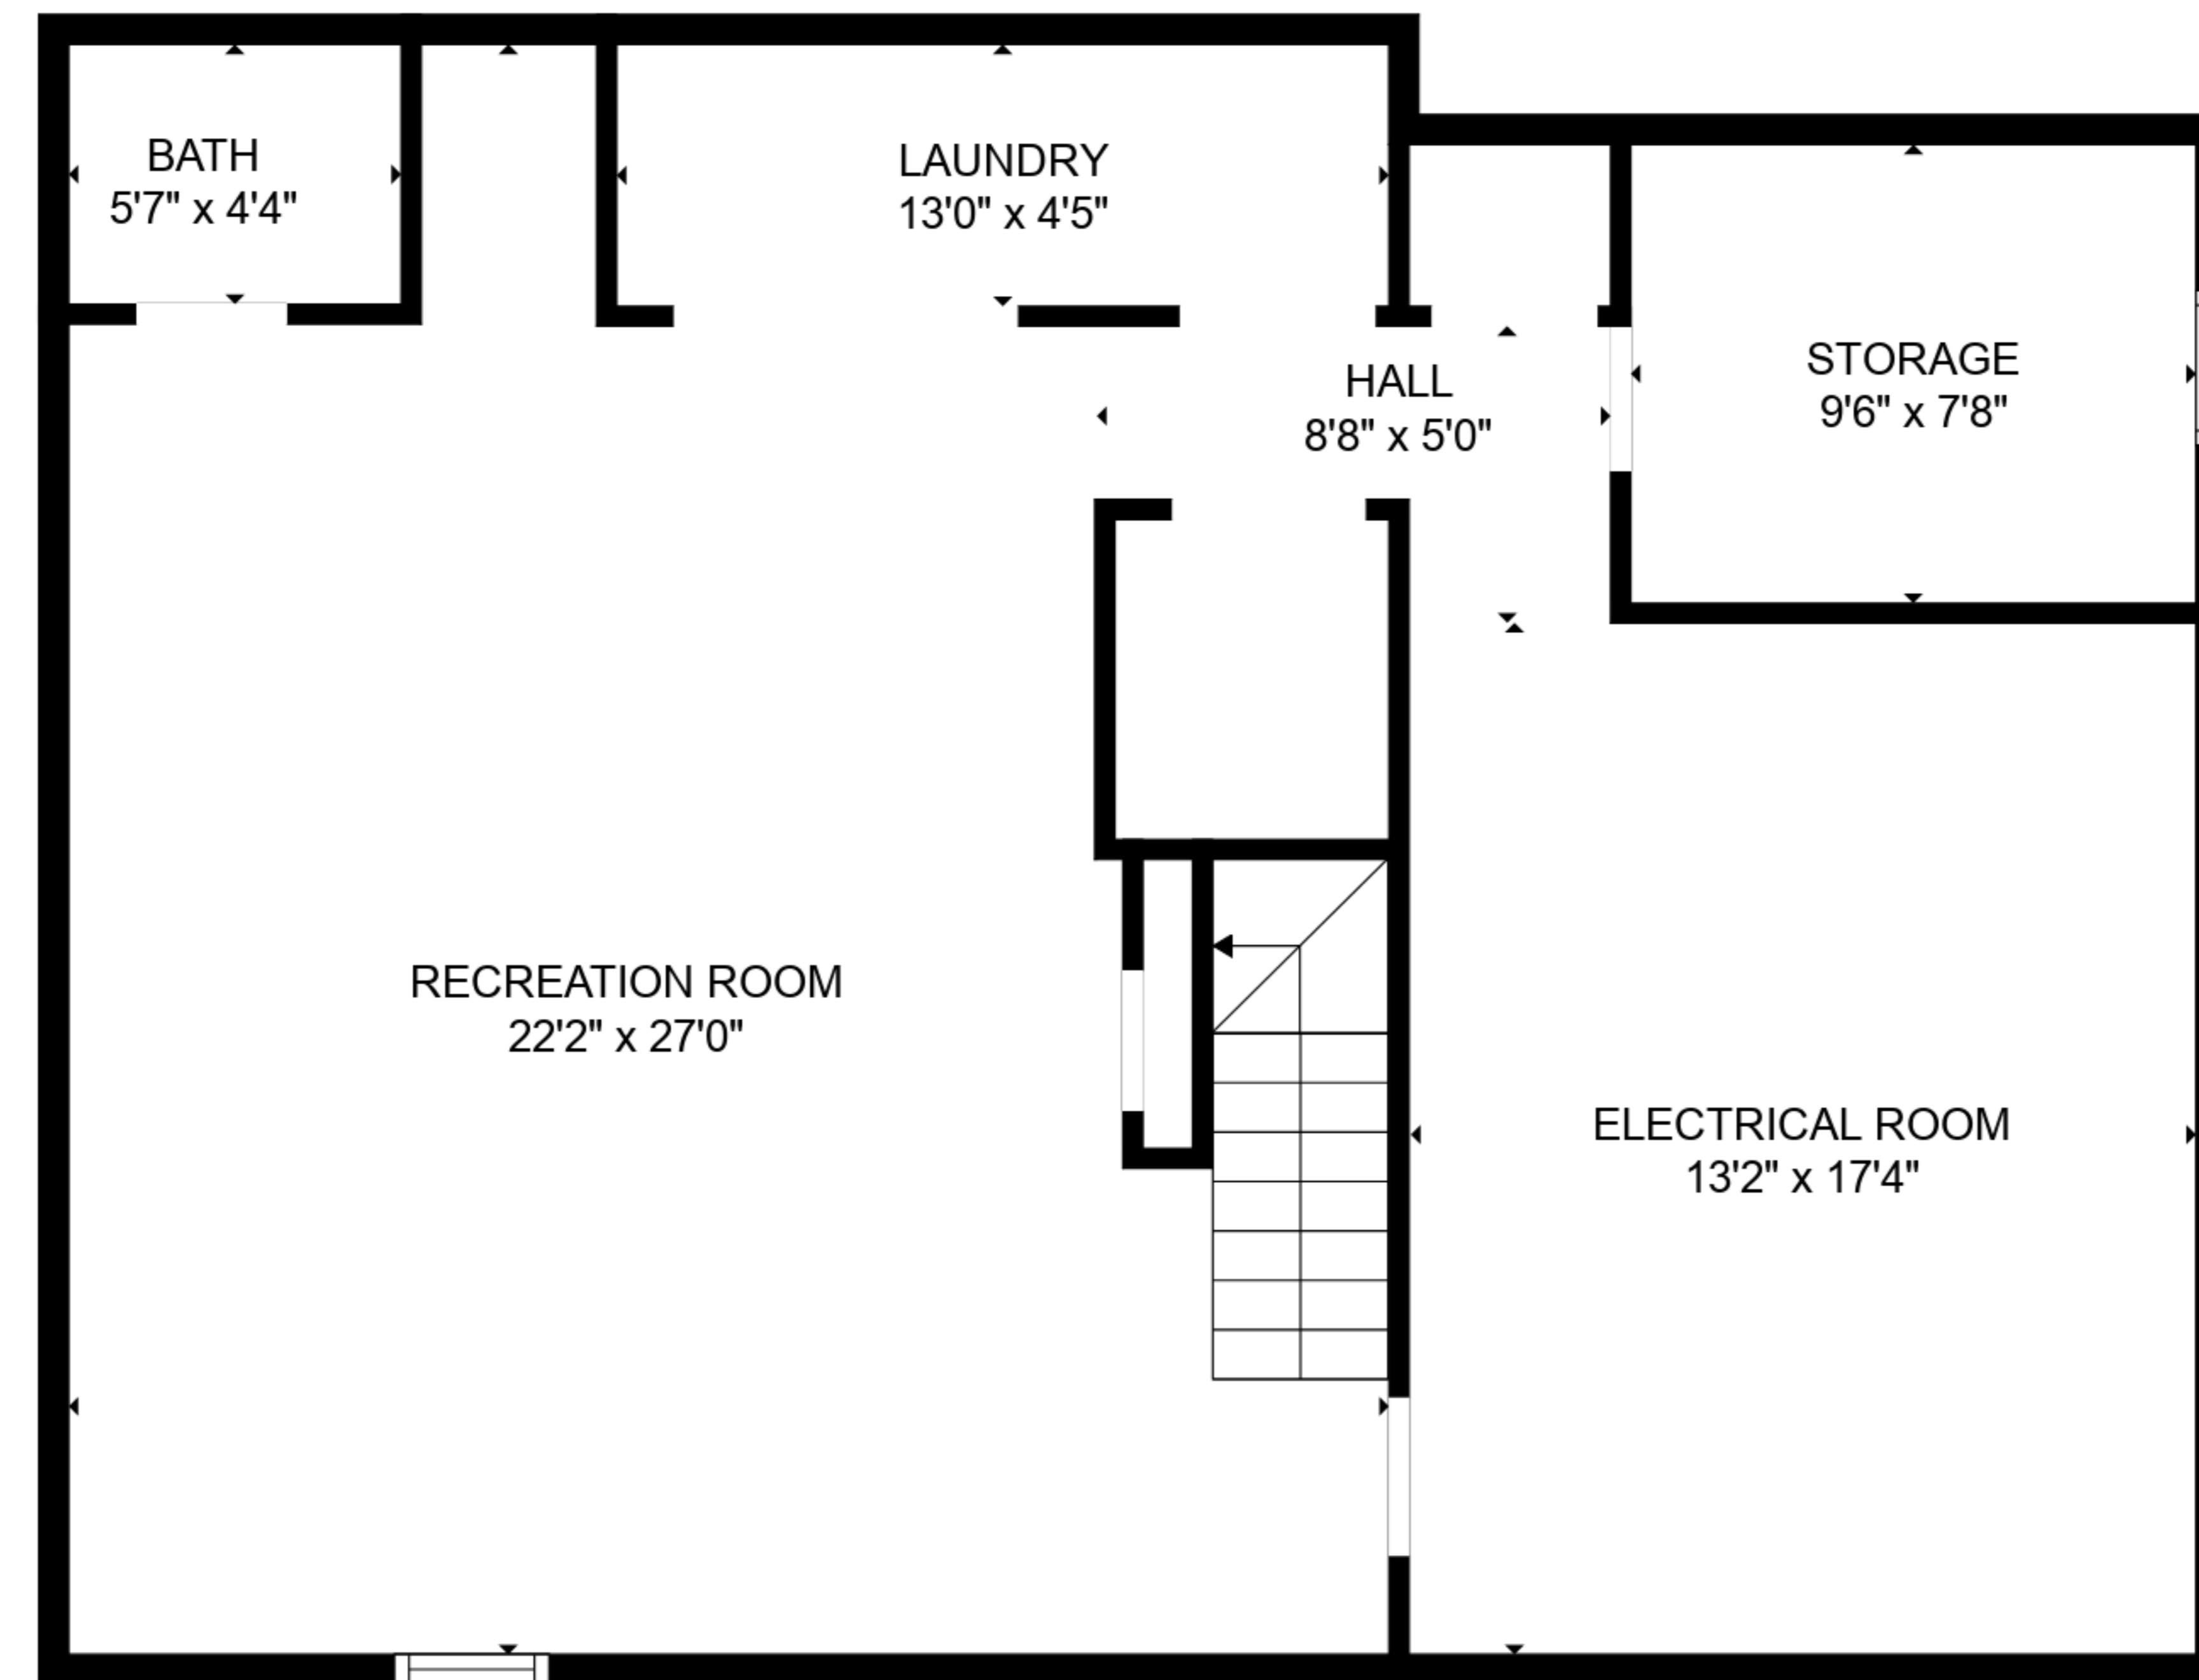 BATH
5'7" x 4'4"
LAUNDRY
13'0" x 4'5"
HALL
8'8" x 5'0"
STORAGE
9'6" x 7'8"
RECREATION ROOM
22'2" x 27'0"
ELECTRICAL ROOM
13'2" x 17'4"